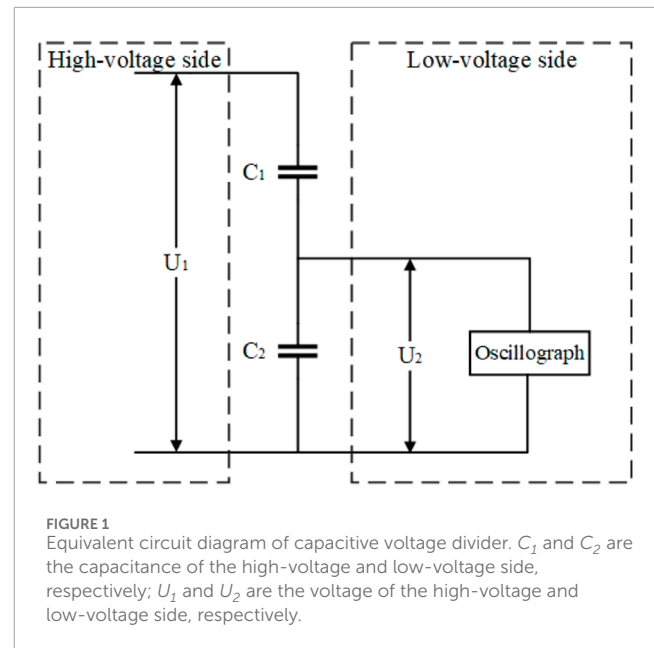 High-voltage side
Low-voltage side
C₁
U₁
C₂
U₂
Oscillograph
FIGURE 1
Equivalent circuit diagram of capacitive voltage divider. C₁ and C₂ are
the capacitance of the high-voltage and low-voltage side,
respectively; U₁ and U₂ are the voltage of the high-voltage and
low-voltage side, respectively.